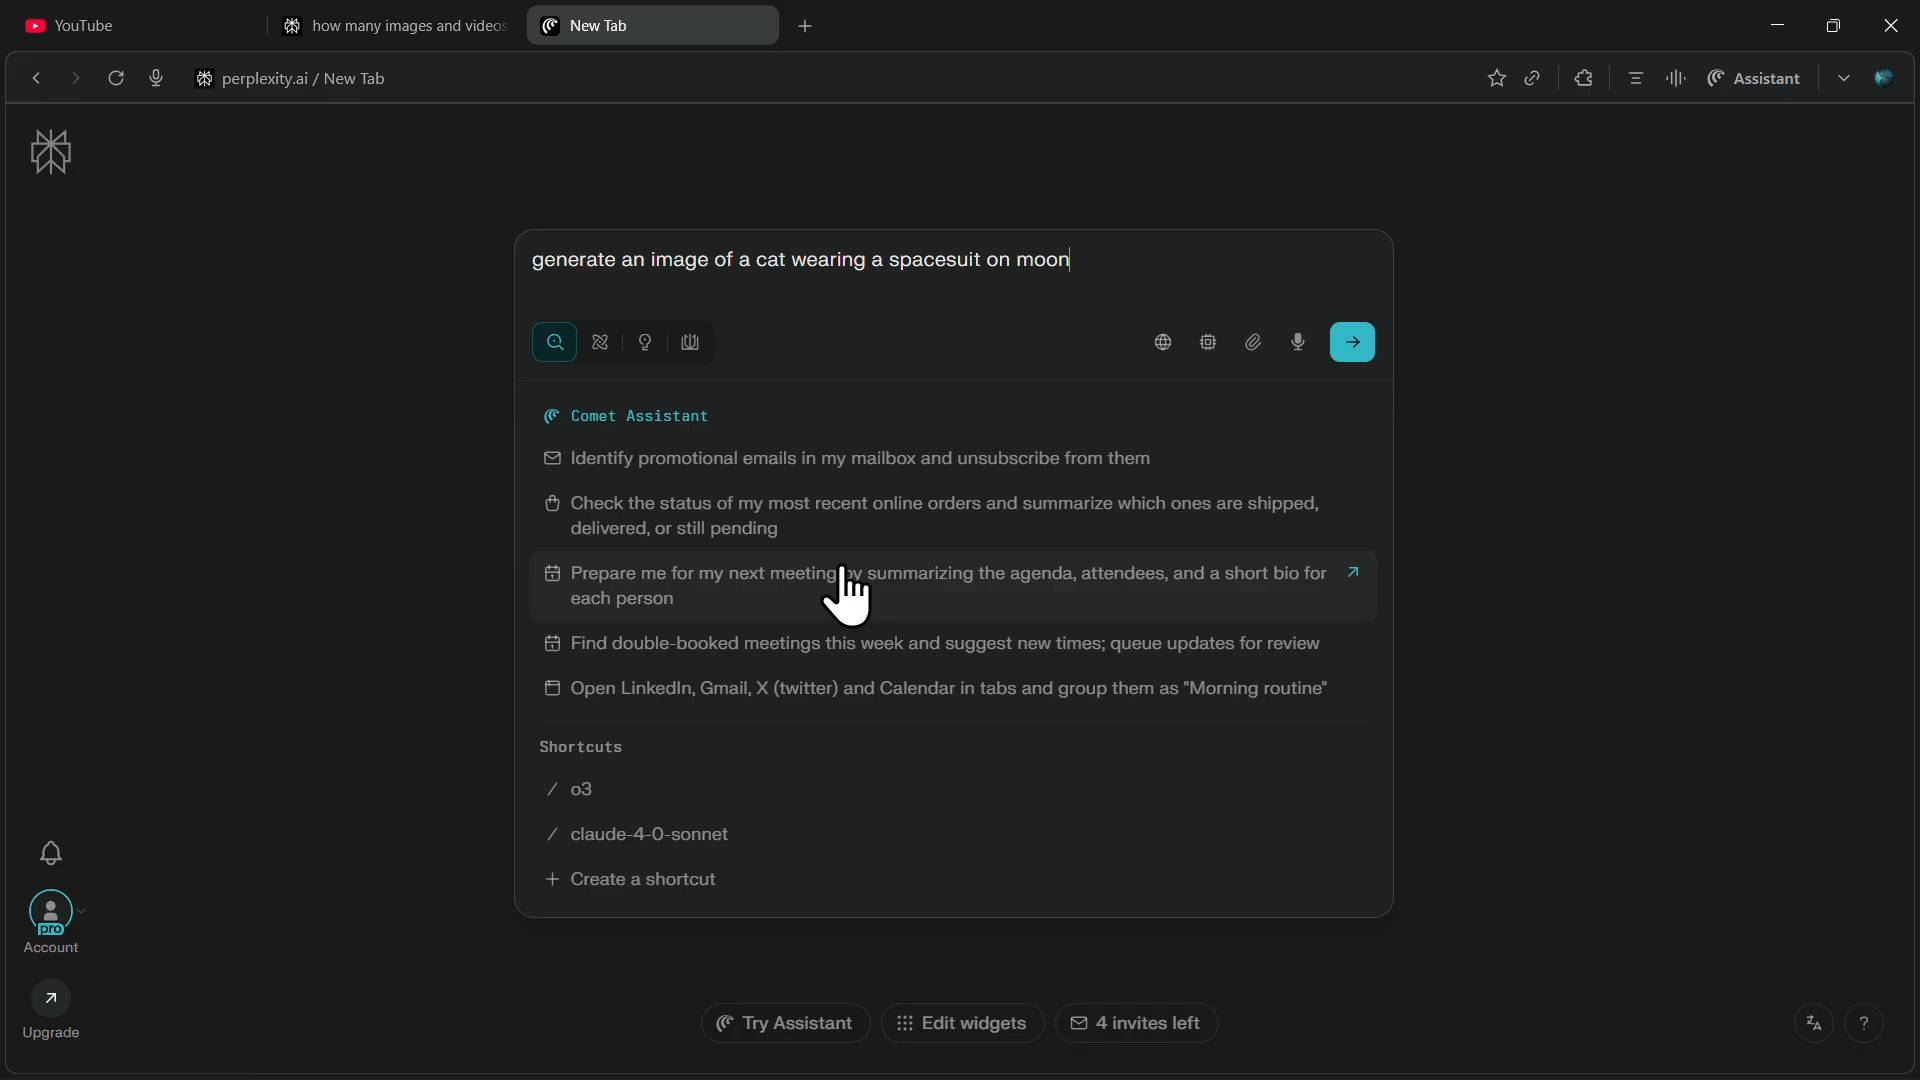 YouTube
how many images and videos
New Tab
perplexity.ai / New Tab
Assistant
generate an image of a cat wearing a spacesuit on moon
Comet Assistant
Identify promotional emails in my mailbox and unsubscribe from them
Check the status of my most recent online orders and summarize which ones are shipped,
delivered, or still pending
Prepare me for my next meeting by summarizing the agenda, attendees, and a short bio for
each person
Find double-booked meetings this week and suggest new times; queue updates for review
Open LinkedIn, Gmail, X (twitter) and Calendar in tabs and group them as "Morning routine"
Shortcuts
/ o3
/ claude-4-0-sonnet
+ Create a shortcut
pro
Account
Upgrade
Try Assistant
Edit widgets
4 invites left
?